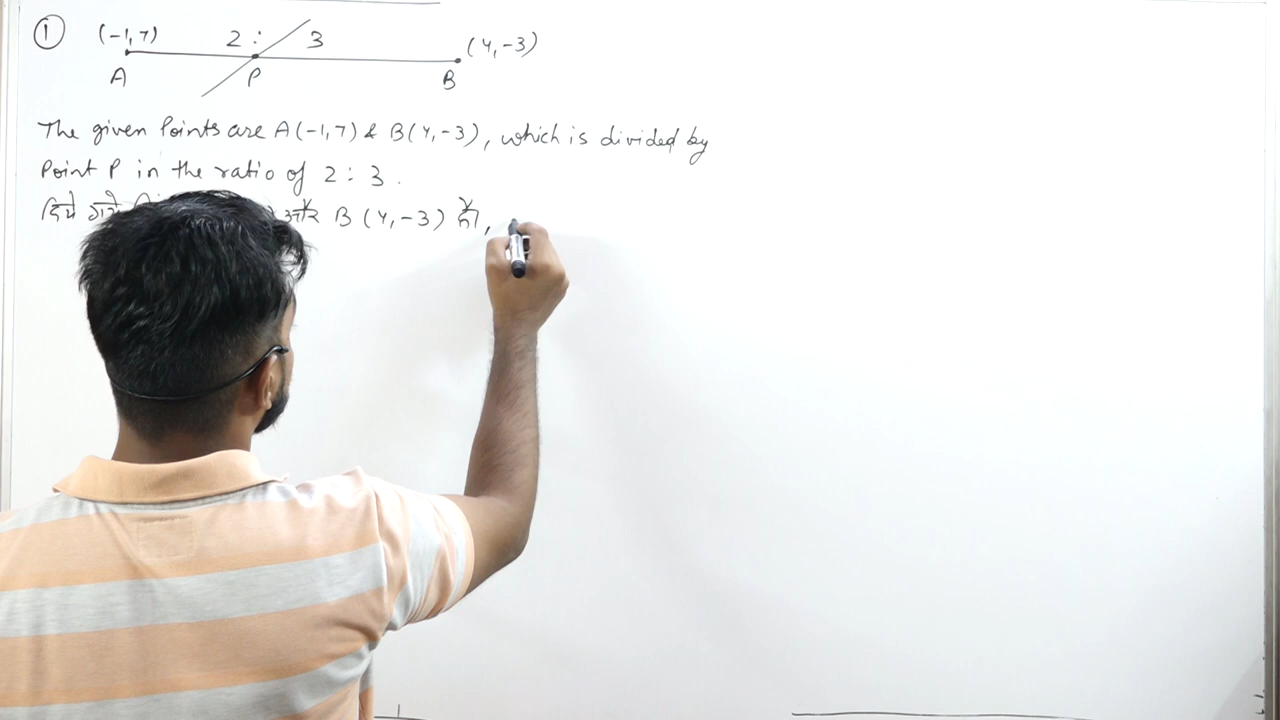 ① (-1,7) 2 : 3 (4,-3)
A P B
The given Points are A(-1,7) & B(4,-3), which is divided by
Point P in the ratio of 2 : 3 .
दिये गये और B (4,-3) है,